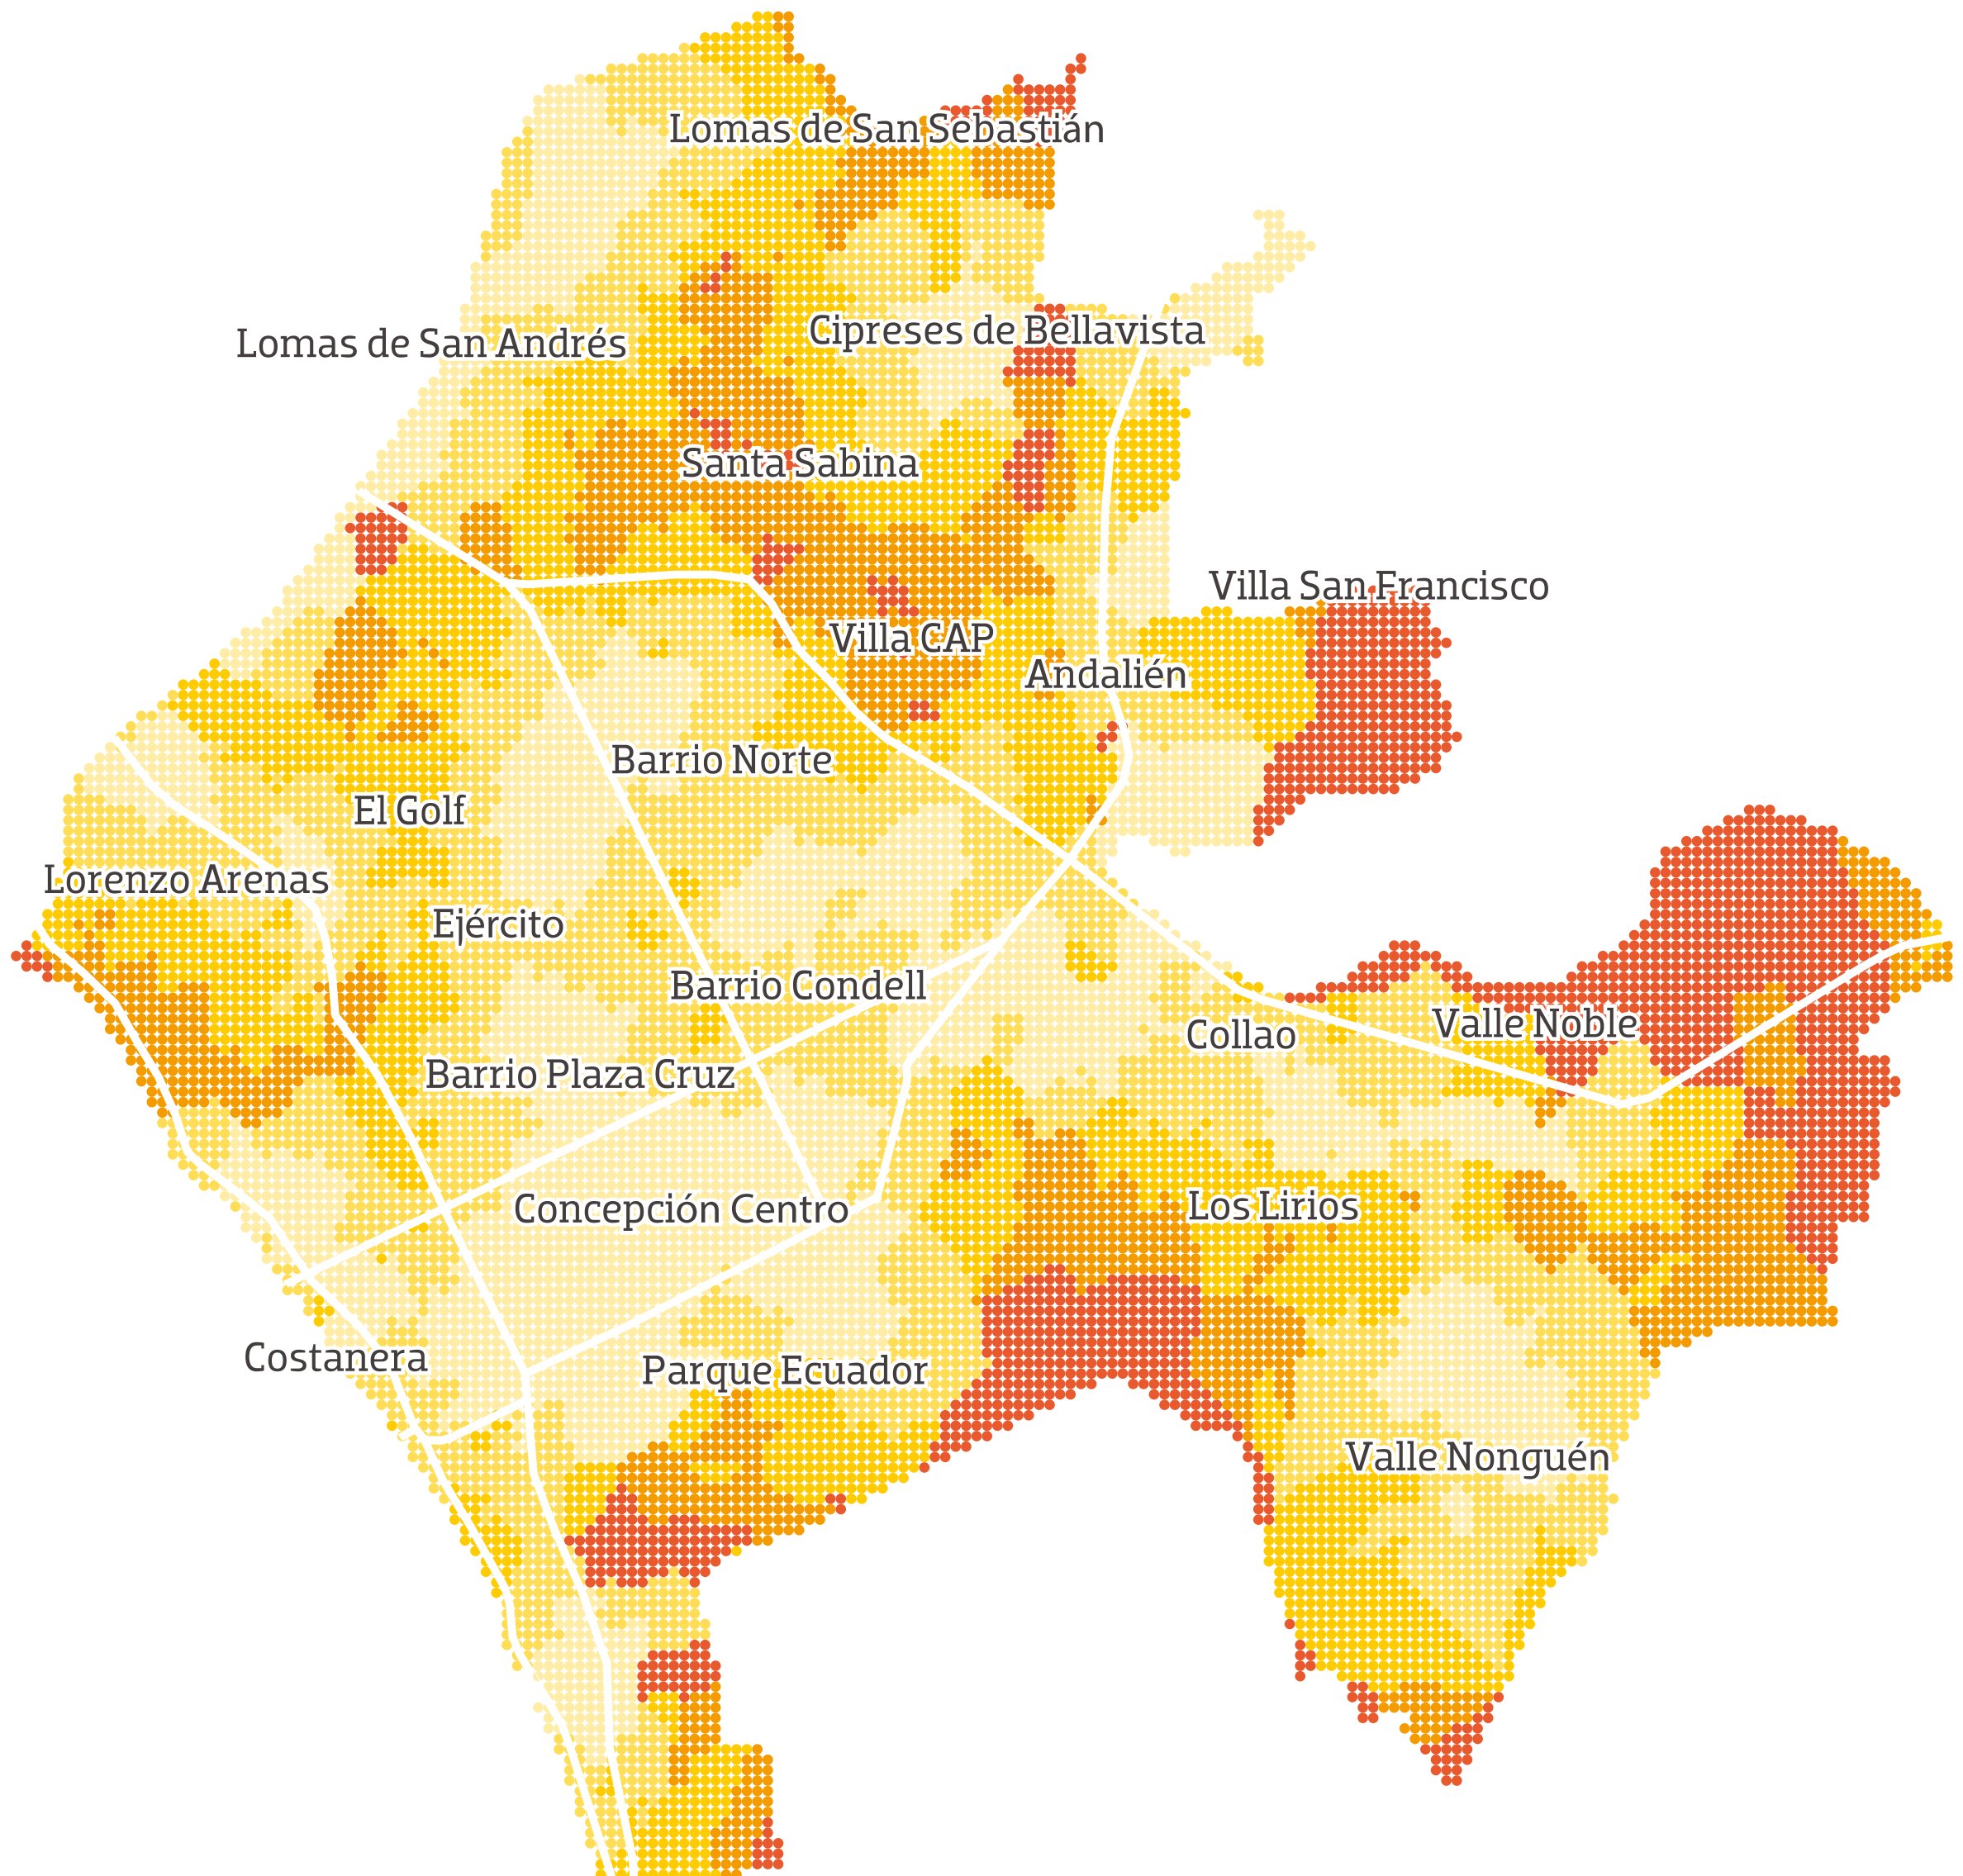 Lomas de San Sebastián
Cipreses de Bellavista
Lomas de San Andrés
Santa Sabina
Villa San Francisco
Villa CAP
Andalién
Barrio Norte
El Golf
Lorenzo Arenas
Ejército
Barrio Condell
Valle Noble
Collao
Barrio Plaza Cruz
Los Lirios
Concepción Centro
Costanera
Parque Ecuador
Valle Nonguén